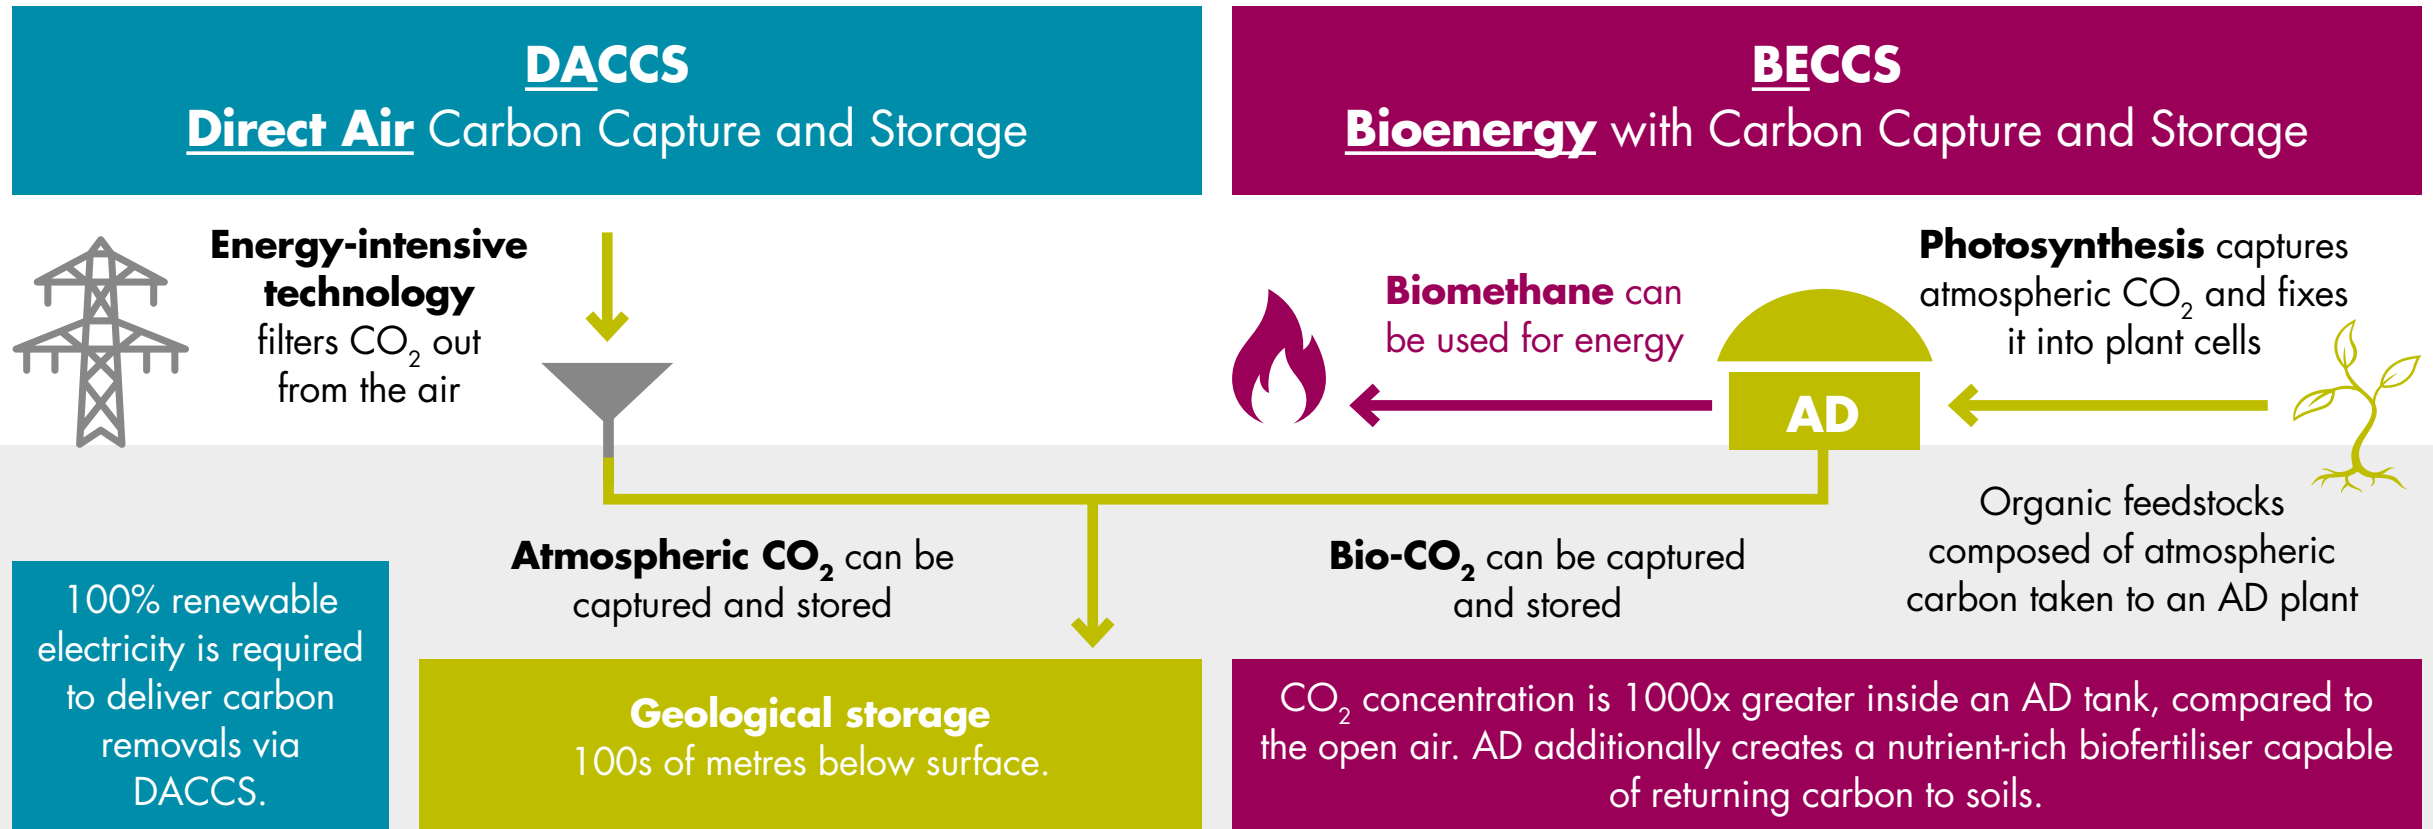 DACCS
Direct Air Carbon Capture and Storage
Energy-intensive
technology
filters CO₂ out
from the air
Atmospheric CO₂ can be
captured and stored
100% renewable
electricity is required
to deliver carbon
removals via
DACCS.
Geological storage
100s of metres below surface.
BECCS
Bioenergy with Carbon Capture and Storage
Biomethane can
be used for energy
AD
Photosynthesis captures
atmospheric CO₂ and fixes
it into plant cells
Organic feedstocks
composed of atmospheric
carbon taken to an AD plant
Bio-CO₂ can be captured
and stored
CO₂ concentration is 1000x greater inside an AD tank, compared to
the open air. AD additionally creates a nutrient-rich biofertiliser capable
of returning carbon to soils.